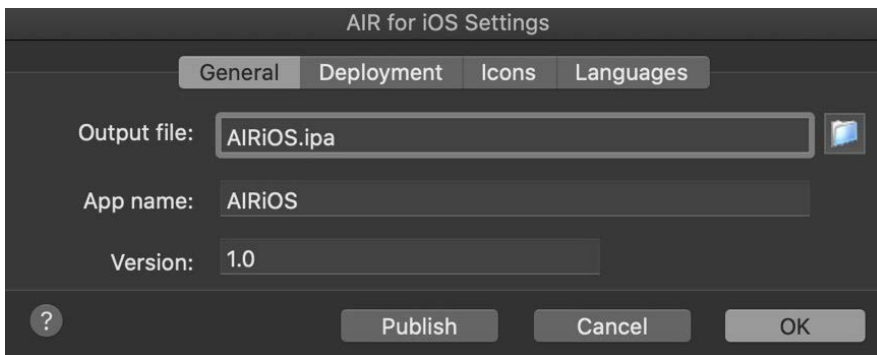 AIR for iOS Settings
General Deployment Icons Languages
Output file: AIRiOS.ipa
App name: AIRiOS
Version: 1.0
? Publish Cancel OK